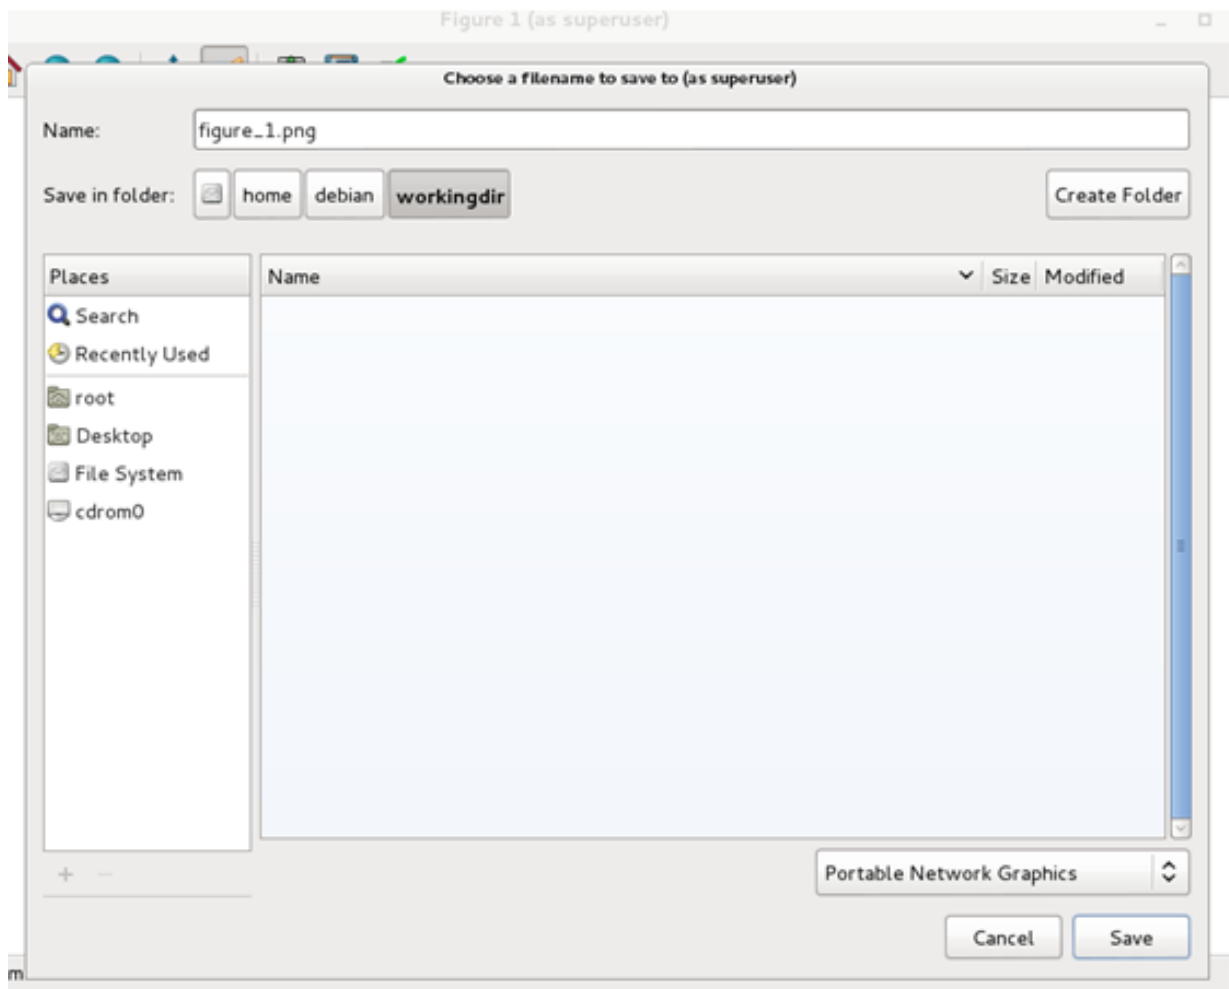 Figure 1 (as superuser)
Choose a filename to save to (as superuser)
Name: figure_1.png
Save in folder: home debian workingdir Create Folder
Places Name Size Modified
Search
Recently Used
root
Desktop
File System
cdrom0
Portable Network Graphics
Cancel Save
m